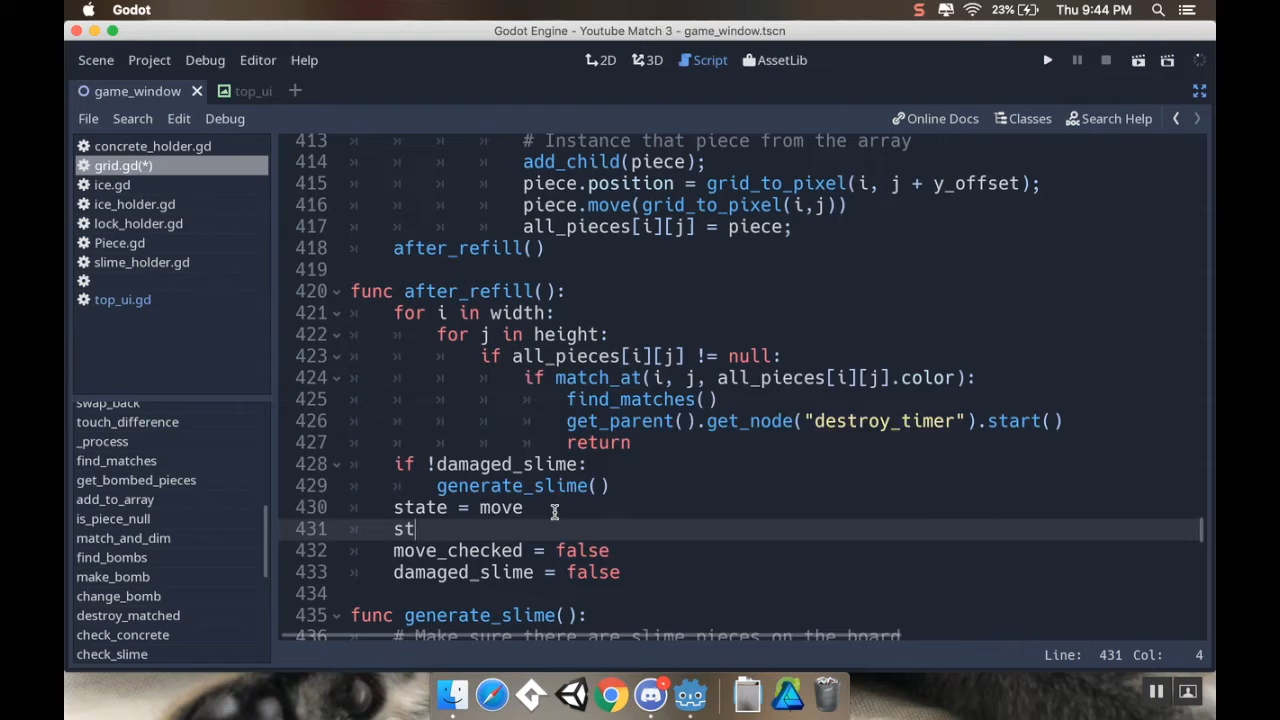 Godot
23%
Thu 9:44 PM
Godot Engine - Youtube Match 3 - game_window.tscn
Scene Project Debug Editor Help
2D 3D Script AssetLib
game_window top_ui
File Search Edit Debug
Online Docs Classes Search Help
concrete_holder.gd
grid.gd(*)
ice.gd
ice_holder.gd
lock_holder.gd
Piece.gd
slime_holder.gd
top_ui.gd
swap_back
touch_difference
_process
find_matches
get_bombed_pieces
add_to_array
is_piece_null
match_and_dim
find_bombs
make_bomb
change_bomb
destroy_matched
check_concrete
check_slime
413 # Instance that piece from the array
414 add_child(piece);
415 piece.position = grid_to_pixel(i, j + y_offset);
416 piece.move(grid_to_pixel(i,j))
417 all_pieces[i][j] = piece;
418 after_refill()
419
420 func after_refill():
421 for i in width:
422 for j in height:
423 if all_pieces[i][j] != null:
424 if match_at(i, j, all_pieces[i][j].color):
425 find_matches()
426 get_parent().get_node("destroy_timer").start()
427 return
428 if !damaged_slime:
429 generate_slime()
430 state = move
431 st
432 move_checked = false
433 damaged_slime = false
434
435 func generate_slime():
436 # Make sure there are slime pieces on the board
Line: 431 Col: 4